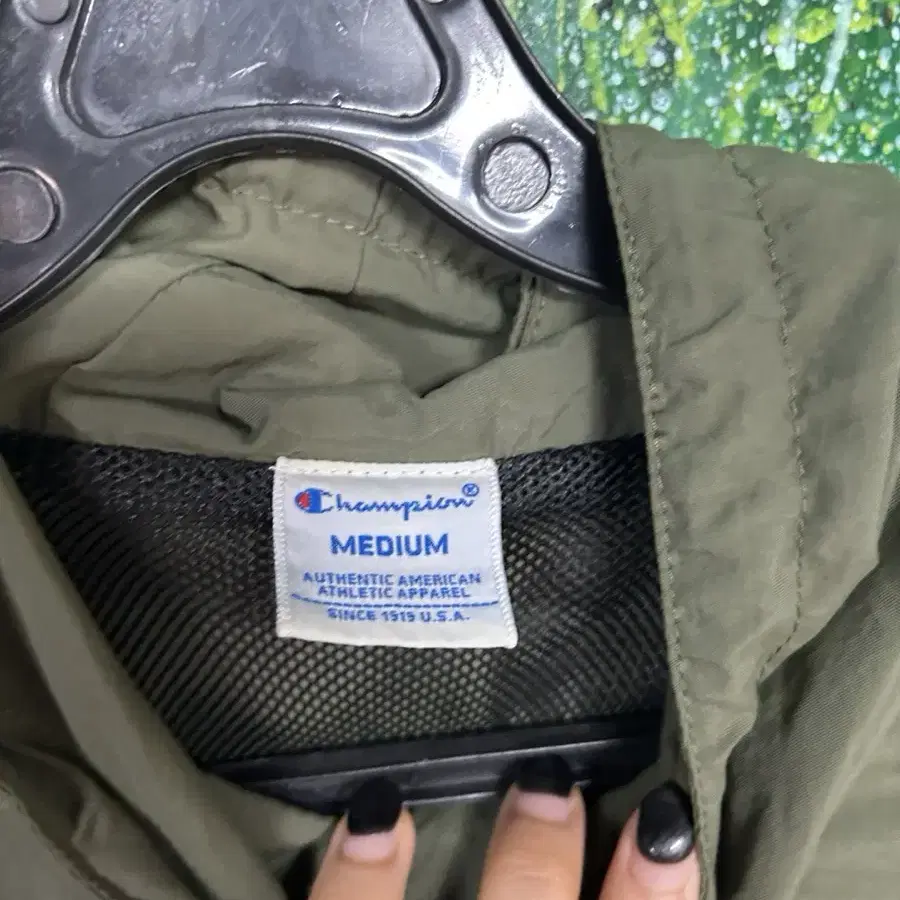 Champion®
MEDIUM
AUTHENTIC AMERICAN
ATHLETIC APPAREL
SINCE 1919 U.S.A.